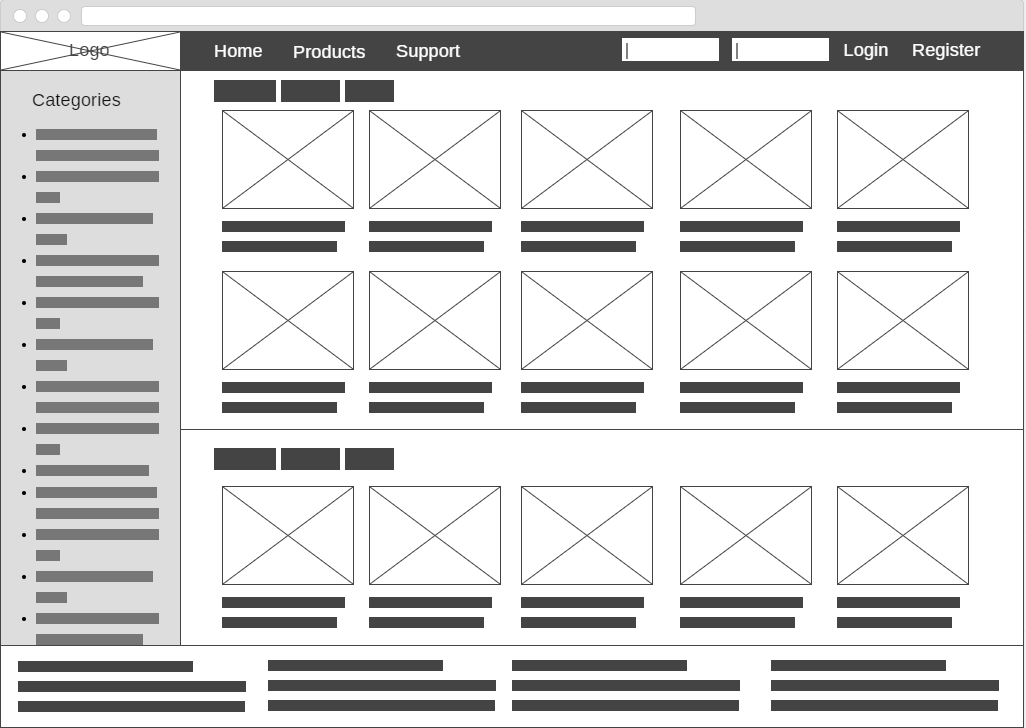 Logo
Home
Products
Support
Login
Register
Categories